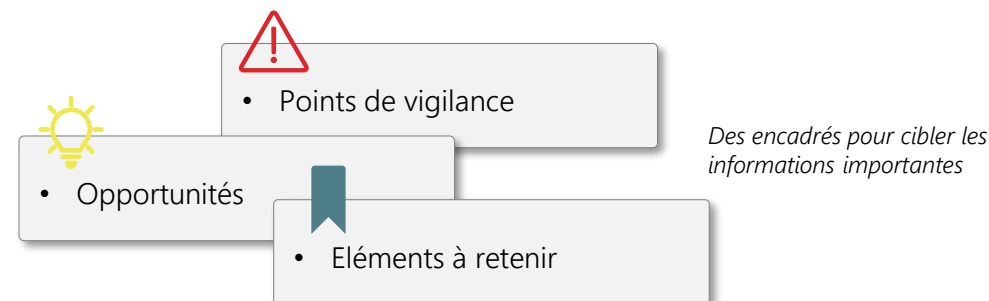 • Points de vigilance
• Opportunités
• Eléments à retenir
Des encadrés pour cibler les
informations importantes